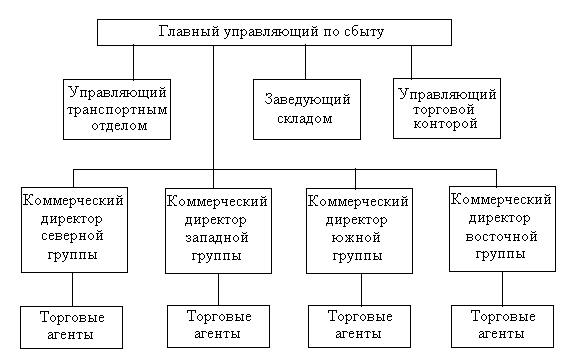 Главный управляющий по сбыту
Управляющий
транспортным
отделом
Заведующий
складом
Управляющий
торговой
конторой
Коммерческий
директор
северной
группы
Коммерческий
директор
западной
группы
Коммерческий
директор
южной
группы
Коммерческий
директор
восточной
группы
Торговые
агенты
Торговые
агенты
Торговые
агенты
Торговые
агенты